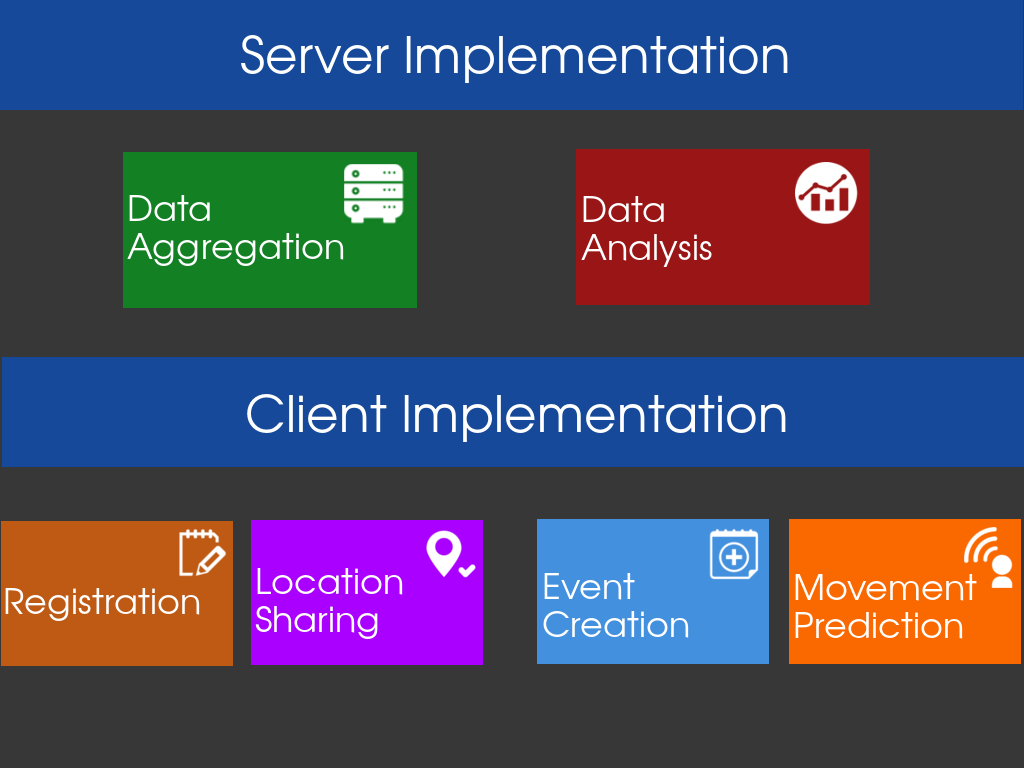 Server Implementation
Data
Aggregation
Data
Analysis
Client Implementation
Registration
Location
Sharing
Event
Creation
Movement
Prediction